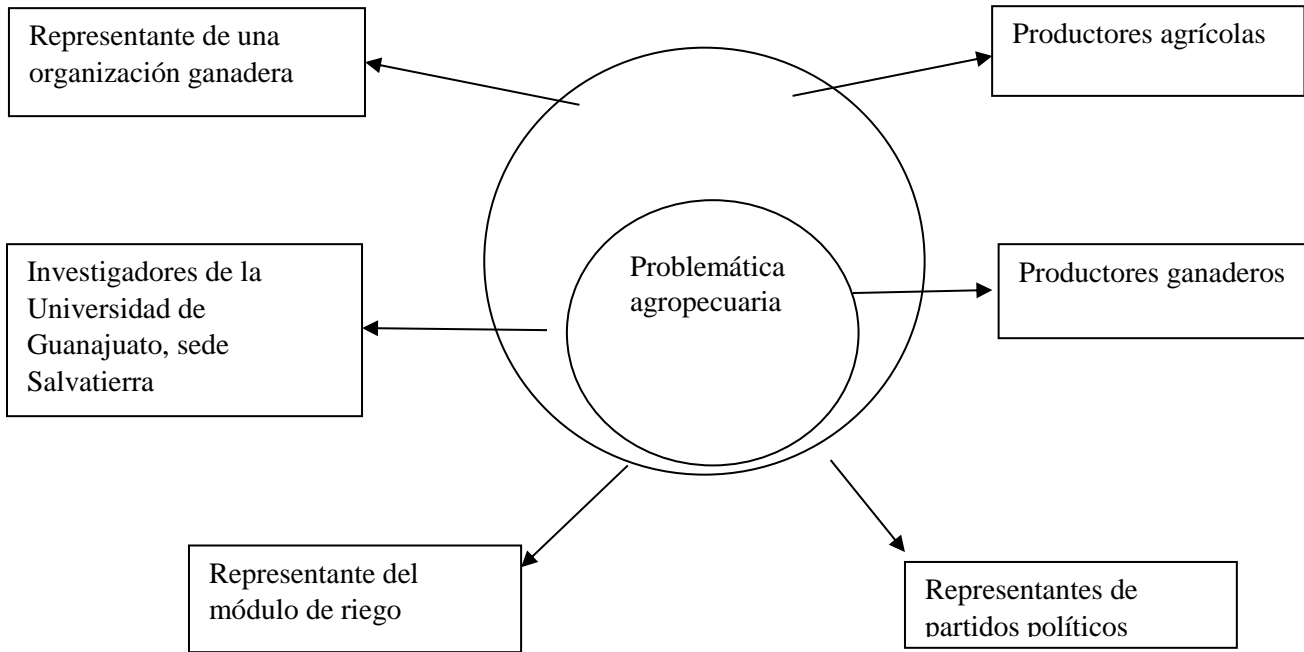 Representante de una
organización ganadera
Productores agrícolas
Investigadores de la
Universidad de
Guanajuato, sede
Salvatierra
Problemática
agropecuaria
Productores ganaderos
Representante del
módulo de riego
Representantes de
partidos políticos